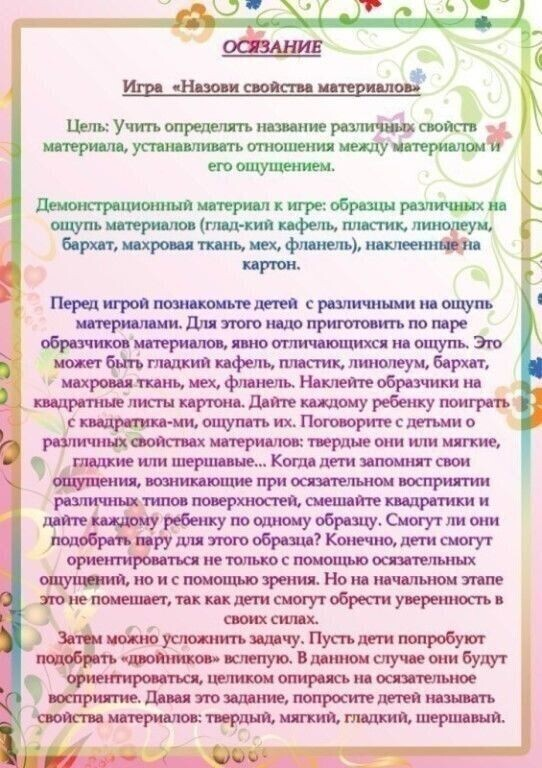 ОСЯЗАНИЕ
Игра «Назови свойства материалов»
Цель: Учить определять название различных свойств
материала, устанавливать отношения между материалом и
его ощущением.
Демонстрационный материал к игре: образцы различных на
ощупь материалов (глад-кий кафель, пластик, линолеум,
бархат, махровая ткань, мех, фланель), наклеенные на
картон.
Перед игрой познакомьте детей с различными на ощупь
материалами. Для этого надо приготовить по паре
образчиков материалов, явно отличающихся на ощупь. Это
может быть гладкий кафель, пластик, линолеум, бархат,
махровая ткань, мех, фланель. Наклейте образчики на
квадратные листы картона. Дайте каждому ребенку поиграть
с квадратика-ми, ощупать их. Поговорите с детьми о
различных свойствах материалов: твердые они или мягкие,
гладкие или шершавые... Когда дети запомнят свои
ощущения, возникающие при осязательном восприятии
различных типов поверхностей, смешайте квадратики и
дайте каждому ребенку по одному образцу. Смогут ли они
подобрать пару для этого образца? Конечно, дети смогут
ориентироваться не только с помощью осязательных
ощущений, но и с помощью зрения. Но на начальном этапе
это не помешает, так как дети смогут обрести уверенность в
своих силах.
Затем можно усложнить задачу. Пусть дети попробуют
подобрать «двойников» вслепую. В данном случае они будут
ориентироваться, целиком опираясь на осязательное
восприятие. Давая это задание, попросите детей называть
свойства материалов: твердый, мягкий, гладкий, шершавый.